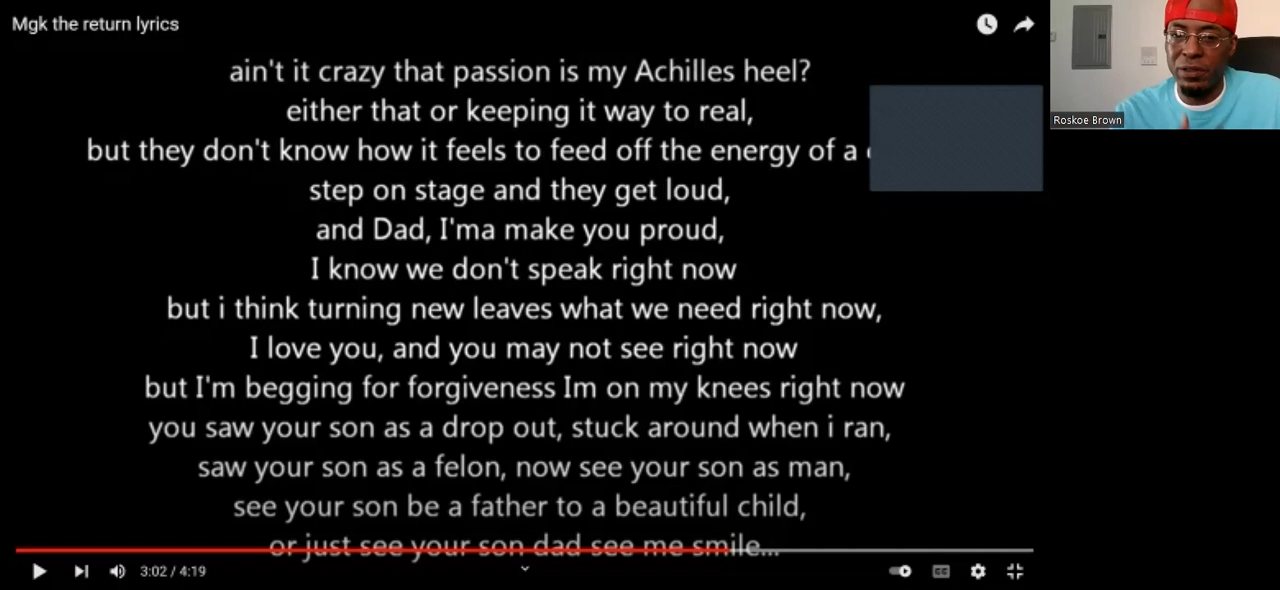 Mgk the return lyrics
ain't it crazy that passion is my Achilles heel?
either that or keeping it way to real,
but they don't know how it feels to feed off the energy of a
step on stage and they get loud,
and Dad, I'ma make you proud,
I know we don't speak right now
but i think turning new leaves what we need right now,
I love you, and you may not see right now
but I'm begging for forgiveness Im on my knees right now
you saw your son as a drop out, stuck around when i ran,
saw your son as a felon, now see your son as man,
see your son be a father to a beautiful child,
or just see your son dad see me smile...
Roskoe Brown
3:02 / 4:19
CC